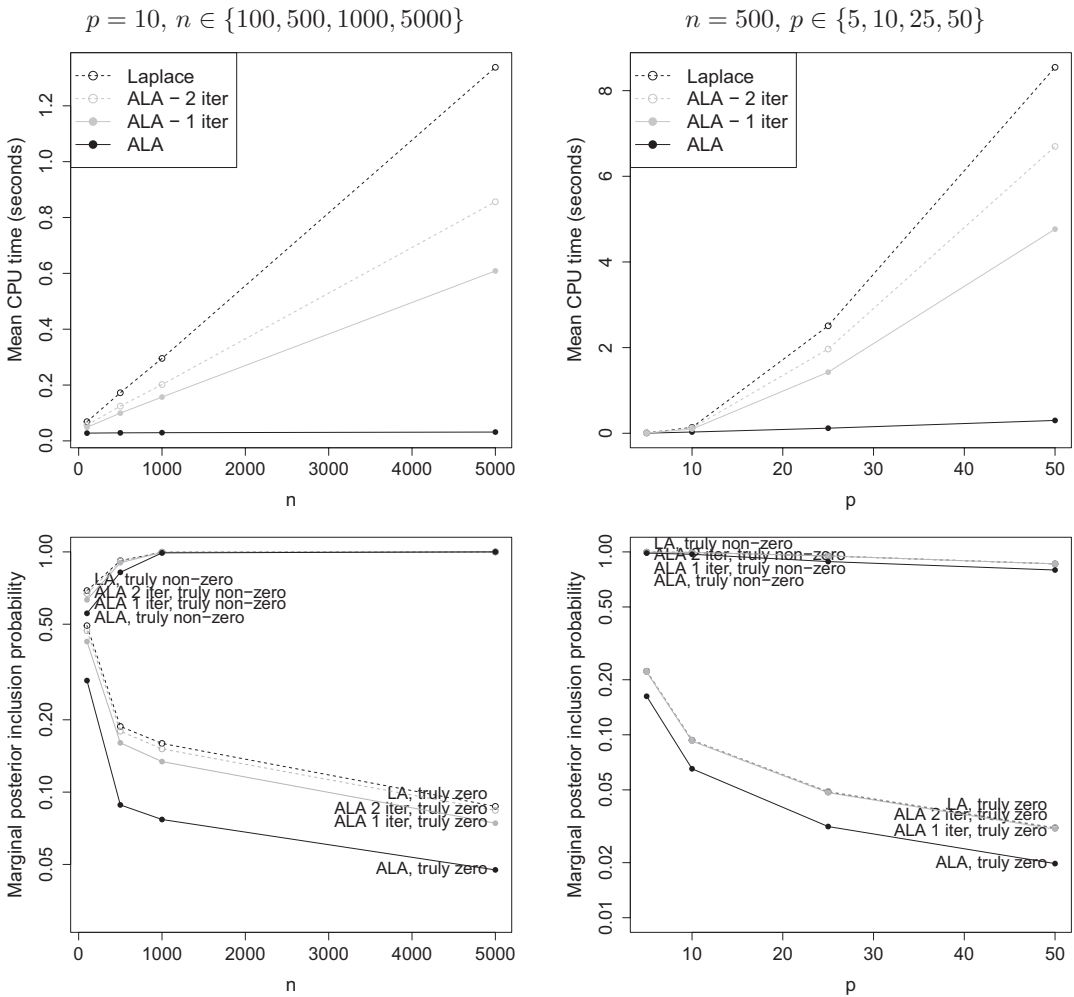 p = 10, n ∈ {100, 500, 1000, 5000}
Mean CPU time (seconds)
0.0 0.2 0.4 0.6 0.8 1.0 1.2
Laplace
ALA − 2 iter
ALA − 1 iter
ALA
0 1000 2000 3000 4000 5000
n
n = 500, p ∈ {5, 10, 25, 50}
Mean CPU time (seconds)
0 2 4 6 8
Laplace
ALA − 2 iter
ALA − 1 iter
ALA
10 20 30 40 50
p
Marginal posterior inclusion probability
0.05 0.10 0.20 0.50 1.00
LA, truly non−zero
ALA 2 iter, truly non−zero
ALA 1 iter, truly non−zero
ALA, truly non−zero
LA, truly zero
ALA 2 iter, truly zero
ALA 1 iter, truly zero
ALA, truly zero
0 1000 2000 3000 4000 5000
n
Marginal posterior inclusion probability
0.01 0.02 0.05 0.10 0.20 0.50 1.00
LA, truly non−zero
ALA 2 iter, truly non−zero
ALA 1 iter, truly non−zero
ALA, truly non−zero
LA, truly zero
ALA 2 iter, truly zero
ALA 1 iter, truly zero
ALA, truly zero
10 20 30 40 50
p